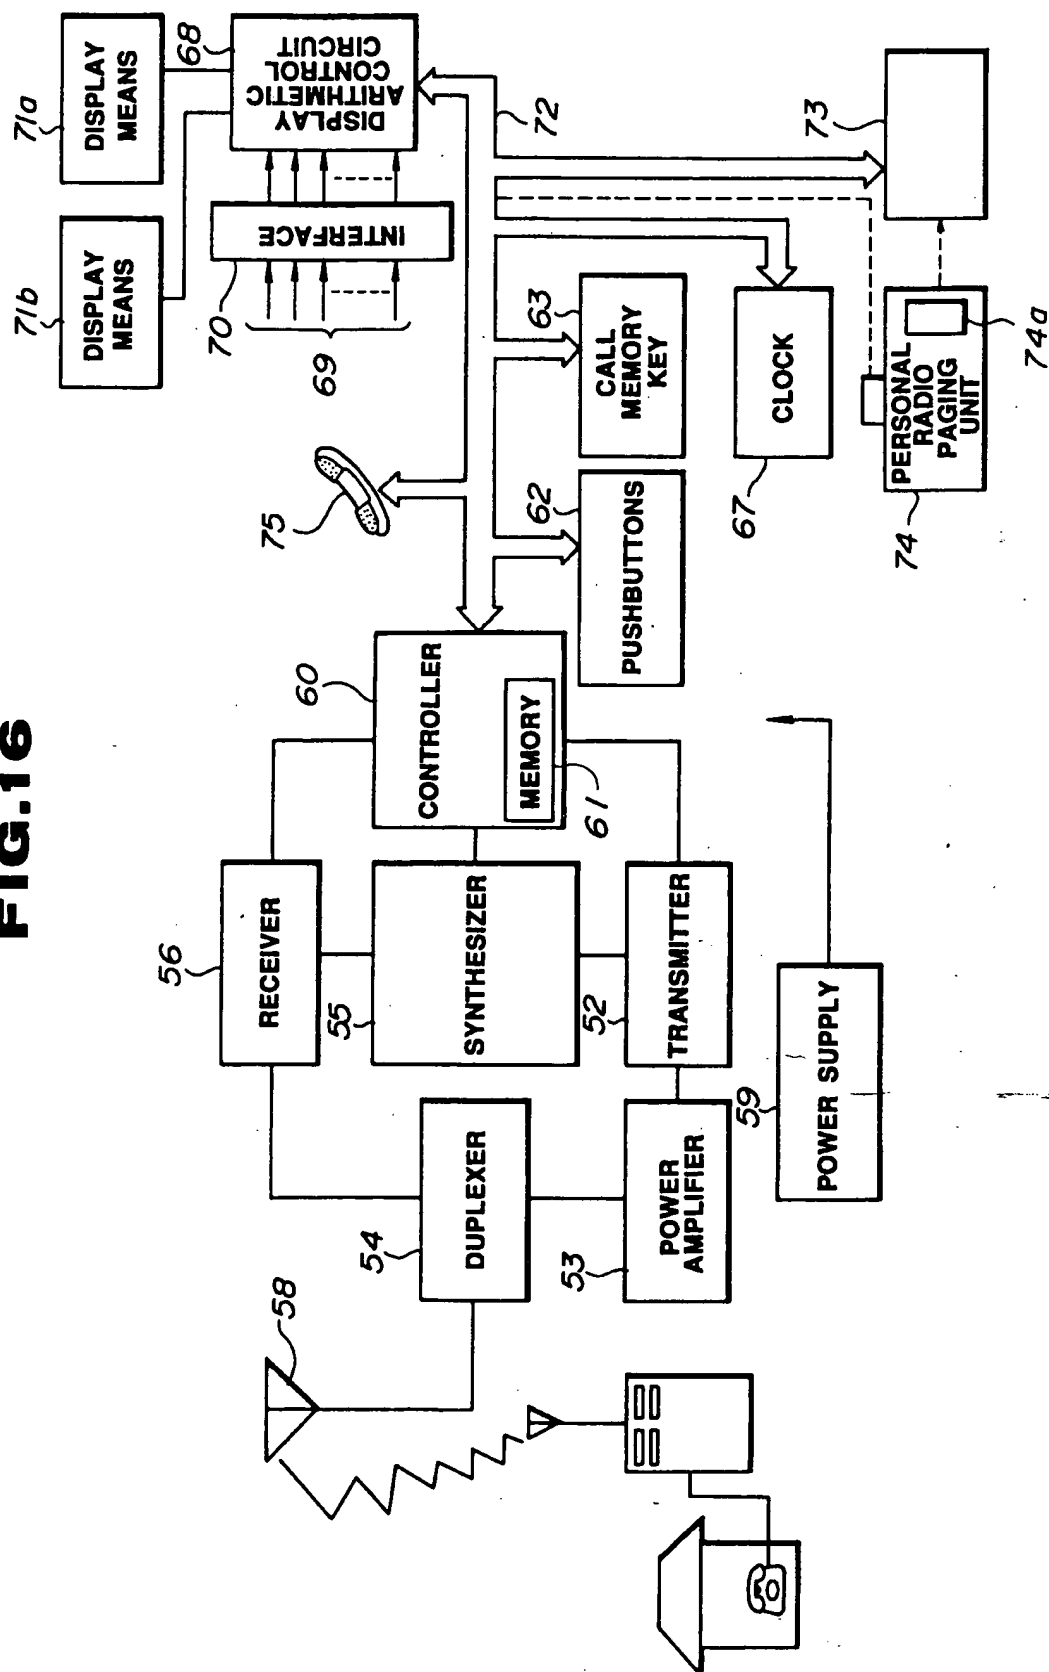 FIG.16
71b
DISPLAY
MEANS
71a
DISPLAY
MEANS
68
DISPLAY
ARITHMETIC
CONTROL
CIRCUIT
70
INTERFACE
69
72
75
56
RECEIVER
60
CONTROLLER
MEMORY
61
55
SYNTHESIZER
58
54
DUPLEXER
52
TRANSMITTER
53
POWER
AMPLIFIER
62
PUSHBUTTONS
63
CALL
MEMORY
KEY
67
CLOCK
73
59
POWER SUPPLY
74
PERSONAL
RADIO
PAGING
UNIT
74a